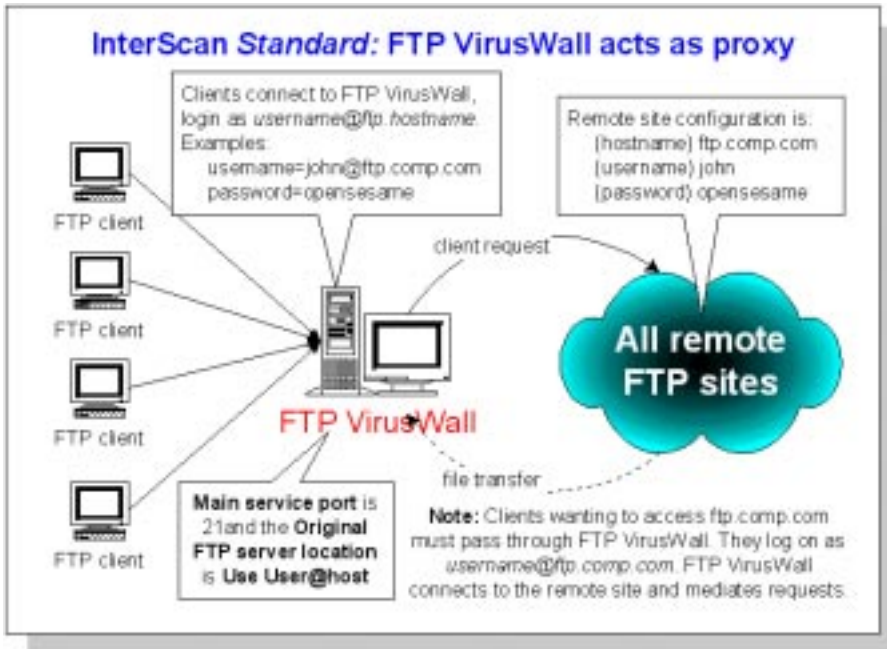 InterScan Standard: FTP VirusWall acts as proxy
Clients connect to FTP VirusWall,
login as username@ftp.hostname.
Examples:
username=john@ftp.comp.com
password=opensesame
Remote site configuration is:
(hostname) ftp.comp.com
(username) john
(password) opensesame
FTP client
FTP client
FTP client
FTP client
client request
All remote
FTP sites
FTP VirusWall
file transfer
Main service port is
21and the Original
FTP server location
is Use User@host
Note: Clients wanting to access ftp.comp.com
must pass through FTP VirusWall. They log on as
username@ftp.comp.com. FTP VirusWall
connects to the remote site and mediates requests.